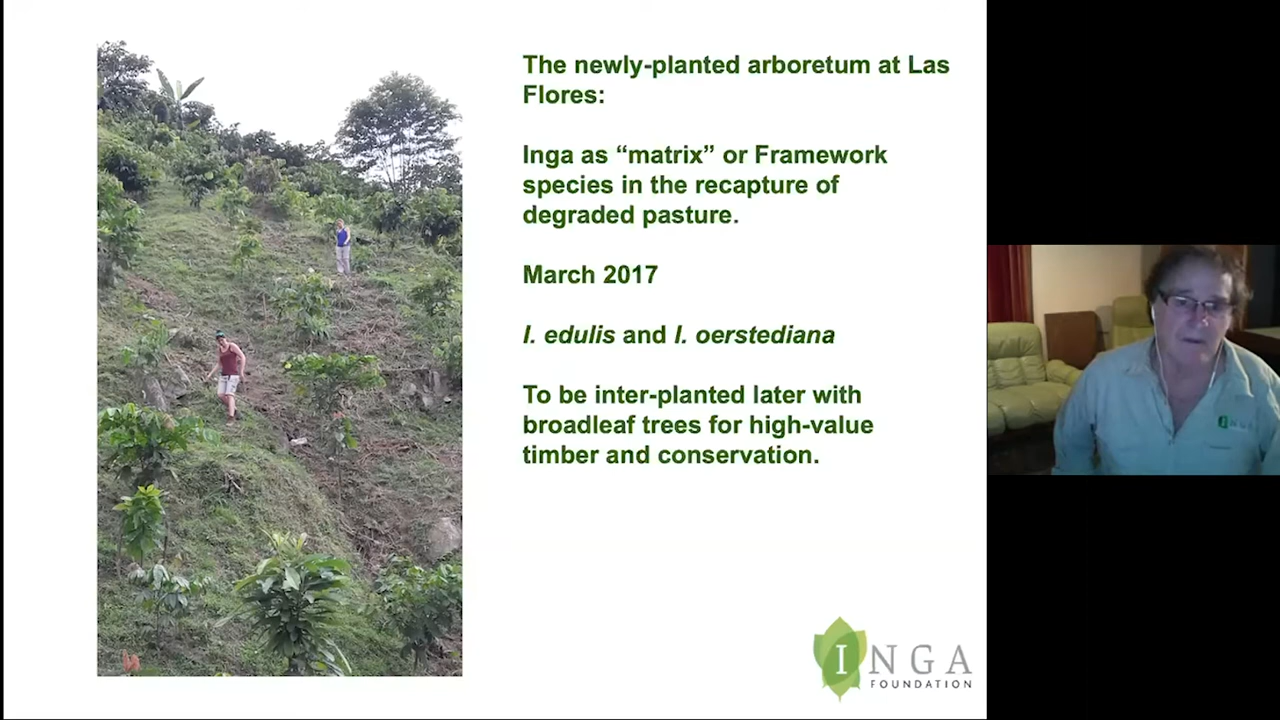 The newly-planted arboretum at Las
Flores:
Inga as “matrix” or Framework
species in the recapture of
degraded pasture.
March 2017
I. edulis and I. oerstediana
To be inter-planted later with
broadleaf trees for high-value
timber and conservation.
INGA
INGA
FOUNDATION